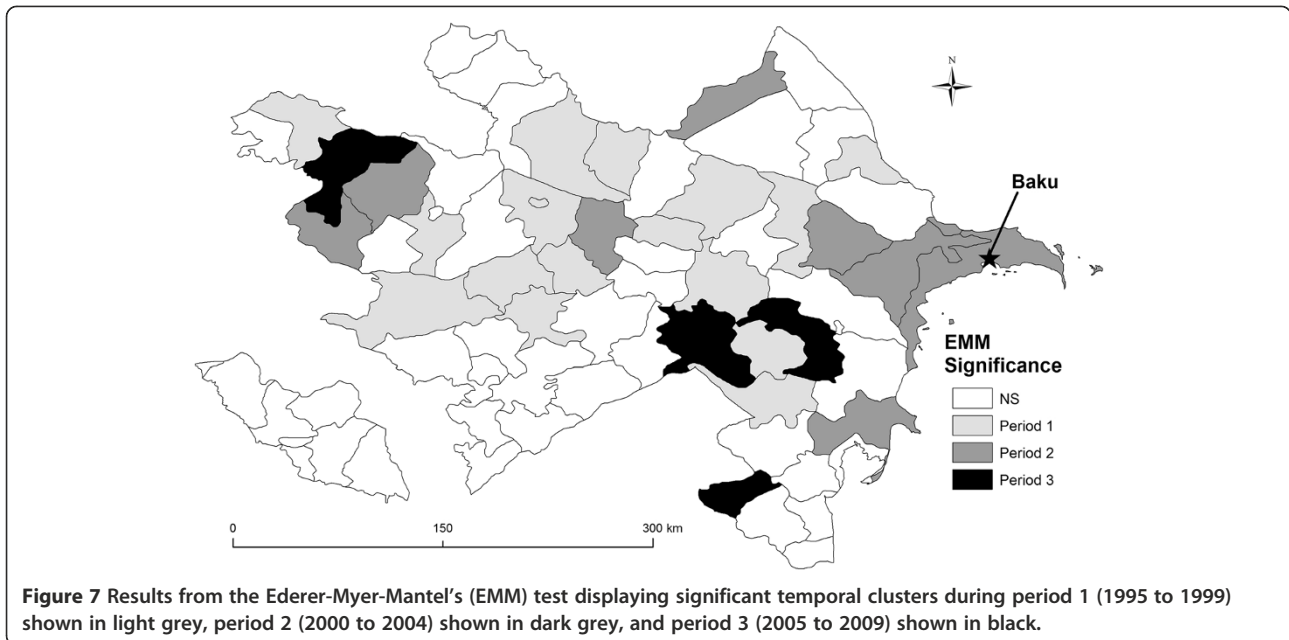 N
Baku
EMM
Significance
NS
Period 1
Period 2
Period 3
0 150 300 km
Figure 7 Results from the Ederer-Myer-Mantel's (EMM) test displaying significant temporal clusters during period 1 (1995 to 1999)
shown in light grey, period 2 (2000 to 2004) shown in dark grey, and period 3 (2005 to 2009) shown in black.